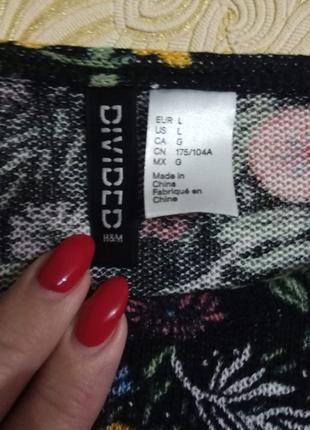 DIVIDED
H&M
EUR L
US L
CA G
CN 175/104A
MX G
Made in
China
Fabriqué en
Chine